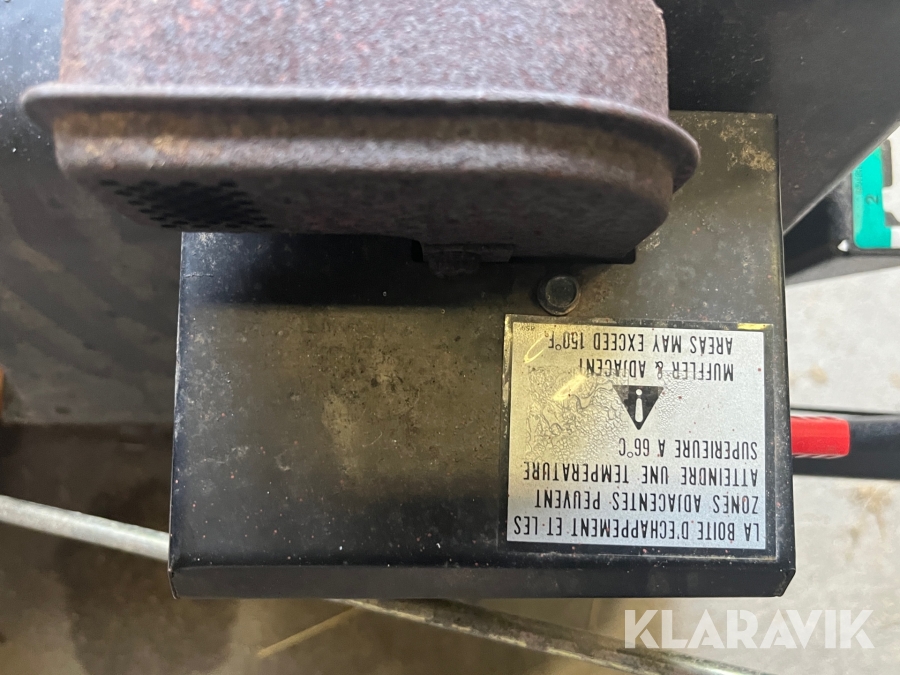 MUFFLER & ADJACENT
AREAS MAY EXCEED 150°F
LA BOITE D'ECHAPPEMENT ET LES
ZONES ADJACENTES PEUVENT
ATTEINDRE UNE TEMPERATURE
SUPERIEURE A 66°C
2
KLARAVIK